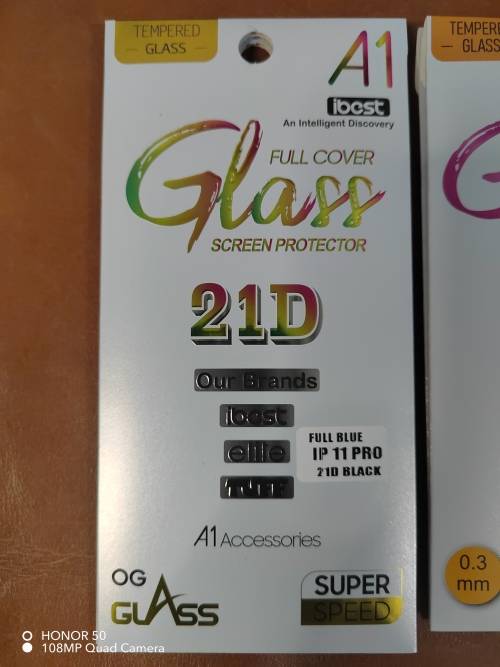 TEMPERED
GLASS
A1
ibest
An Intelligent Discovery
FULL COVER
Glass
SCREEN PROTECTOR
21D
Our Brands
ibest
elite
TUFF
FULL BLUE
IP 11 PRO
21D BLACK
A1 Accessories
OG
GLASS
SUPER
SPEED
TEMPERED
GLASS
0.3
mm
HONOR 50
108MP Quad Camera